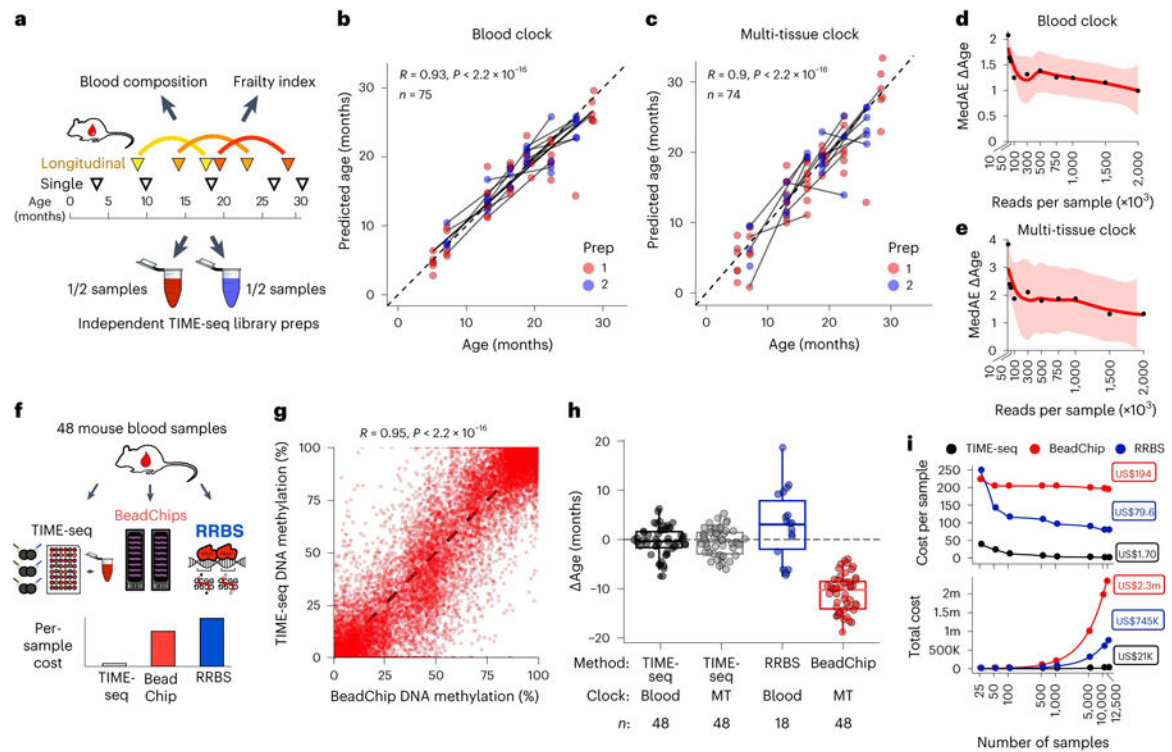 a
Blood composition
Frailty index
Longitudinal
Single
Age
(months)
0 5 10 15 20 25 30
1/2 samples
1/2 samples
Independent TIME-seq library preps
b
Blood clock
R = 0.93, P < 2.2 × 10⁻¹⁶
n = 75
Predicted age (months)
30
20
10
0
Prep
1
2
0 10 20 30
Age (months)
c
Multi-tissue clock
R = 0.9, P < 2.2 × 10⁻¹⁶
n = 74
Predicted age (months)
30
20
10
0
Prep
1
2
0 10 20 30
Age (months)
d
Blood clock
MedAE ΔAge
2
1.5
1
0.5
0
10 50 100 300 500 750 1,000 1,500 2,000
Reads per sample (×10³)
e
Multi-tissue clock
MedAE ΔAge
4
3
2
1
0
10 50 100 300 500 750 1,000 1,500 2,000
Reads per sample (×10³)
f
48 mouse blood samples
TIME-seq
BeadChips
RRBS
Per-
sample
cost
TIME-
seq
Bead
Chip
RRBS
g
R = 0.95, P < 2.2 × 10⁻¹⁶
TIME-seq DNA methylation (%)
100
75
50
25
0
0 25 50 75 100
BeadChip DNA methylation (%)
h
ΔAge (months)
20
10
0
−10
−20
Method: TIME-seq TIME-seq RRBS BeadChip
Clock: Blood MT Blood MT
n: 48 48 18 48
i
TIME-seq BeadChip RRBS
Cost per sample
250
200
150
100
50
0
US$194
US$79.6
US$1.70
Total cost
2m
1.5m
1m
500K
0
US$2.3m
US$745K
US$21K
25 50 100 500 1,000 5,000 10,000 12,500
Number of samples